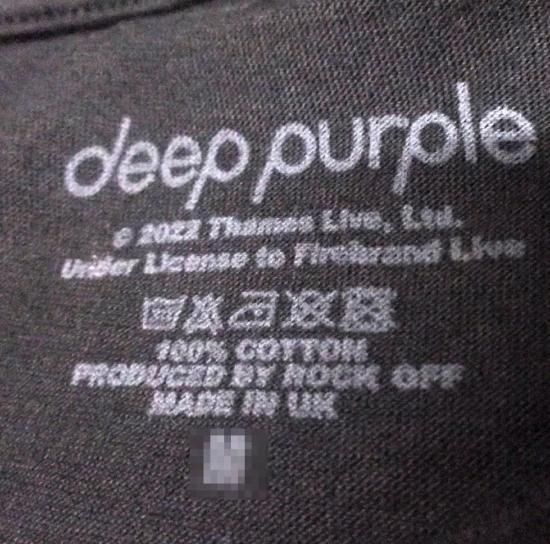 deep purple
© 2022 Thames Live, Ltd.
Under License to Firebrand Live
100% COTTON
PRODUCED BY ROCK OFF
MADE IN UK